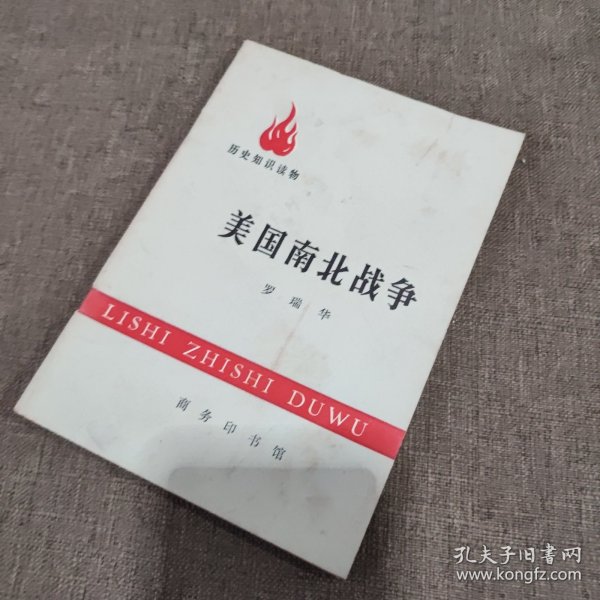 历史知识读物
美国南北战争
罗瑞华
LISHI ZHISHI DUWU
商务印书馆
孔夫子旧书网
www.kongfz.com